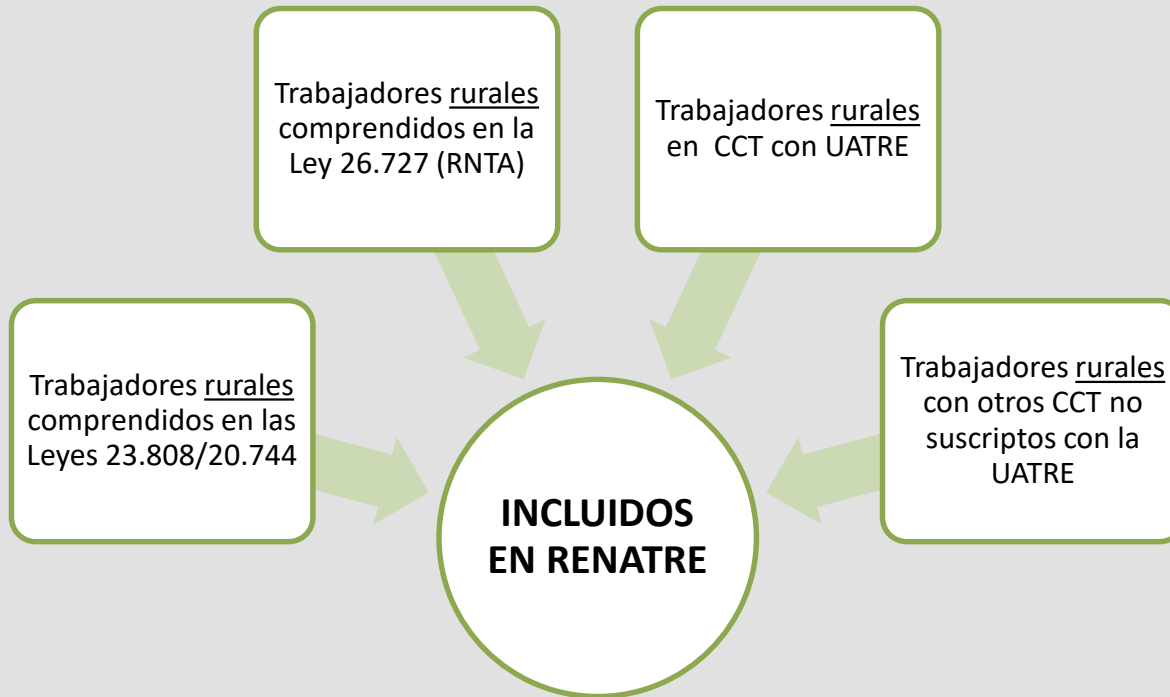 Trabajadores rurales
comprendidos en la
Ley 26.727 (RNTA)
Trabajadores rurales
en CCT con UATRE
Trabajadores rurales
comprendidos en las
Leyes 23.808/20.744
Trabajadores rurales
con otros CCT no
suscriptos con la
UATRE
INCLUIDOS
EN RENATRE